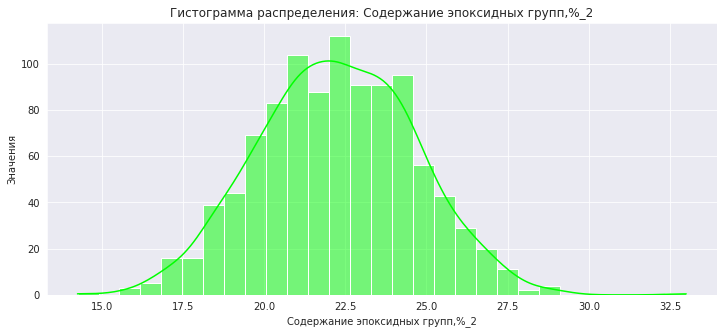 Гистограмма распределения: Содержание эпоксидных групп,%_2
Значения
100
80
60
40
20
0
15.0 17.5 20.0 22.5 25.0 27.5 30.0 32.5
Содержание эпоксидных групп,%_2